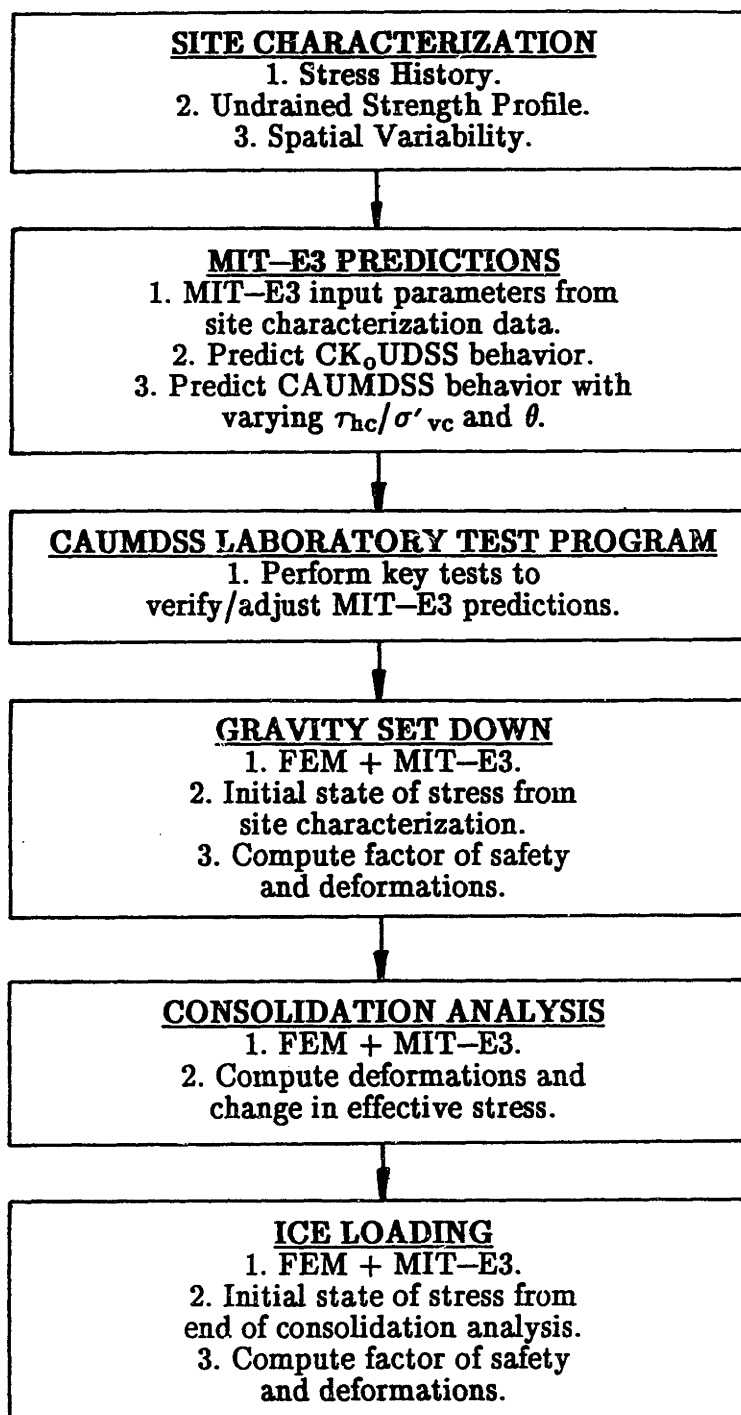 SITE CHARACTERIZATION
1. Stress History.
2. Undrained Strength Profile.
3. Spatial Variability.
MIT–E3 PREDICTIONS
1. MIT–E3 input parameters from
site characterization data.
2. Predict CK₀UDSS behavior.
3. Predict CAUMDSS behavior with
varying τhc/σ′vc and θ.
CAUMDSS LABORATORY TEST PROGRAM
1. Perform key tests to
verify/adjust MIT–E3 predictions.
GRAVITY SET DOWN
1. FEM + MIT–E3.
2. Initial state of stress from
site characterization.
3. Compute factor of safety
and deformations.
CONSOLIDATION ANALYSIS
1. FEM + MIT–E3.
2. Compute deformations and
change in effective stress.
ICE LOADING
1. FEM + MIT–E3.
2. Initial state of stress from
end of consolidation analysis.
3. Compute factor of safety
and deformations.